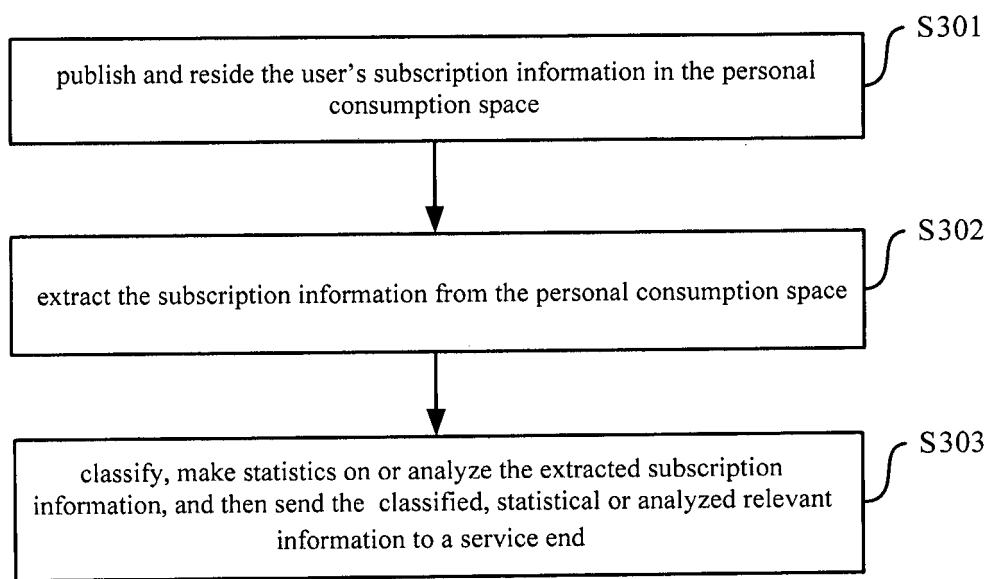 S301
publish and reside the user's subscription information in the personal
consumption space
S302
extract the subscription information from the personal consumption space
S303
classify, make statistics on or analyze the extracted subscription
information, and then send the classified, statistical or analyzed relevant
information to a service end